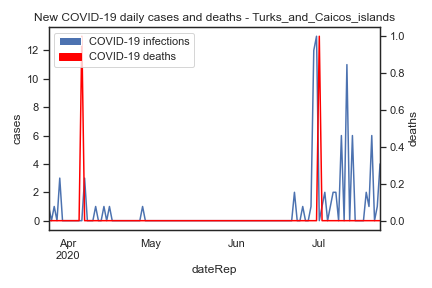 New COVID-19 daily cases and deaths - Turks_and_Caicos_islands
COVID-19 infections
COVID-19 deaths
12
10
8
6
4
2
0
cases
1.0
0.8
0.6
0.4
0.2
0.0
deaths
Apr May Jun Jul
2020
dateRep